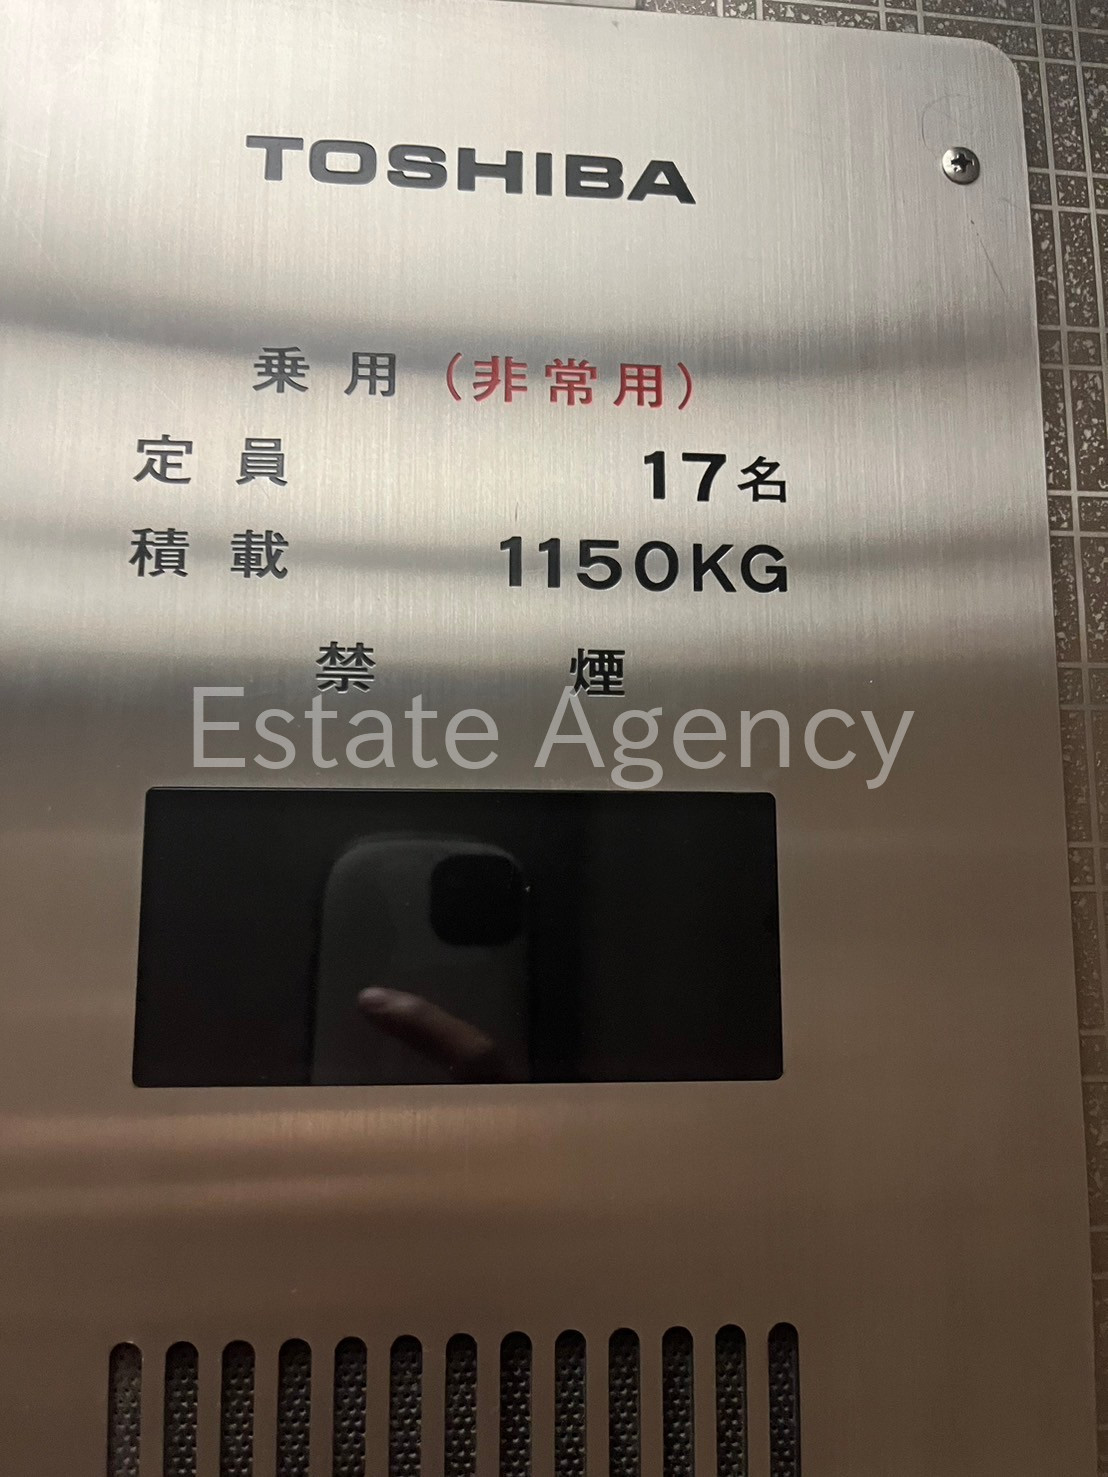 TOSHIBA
乗用(非常用)
定員 17名
積載 1150KG
禁煙
Estate Agency